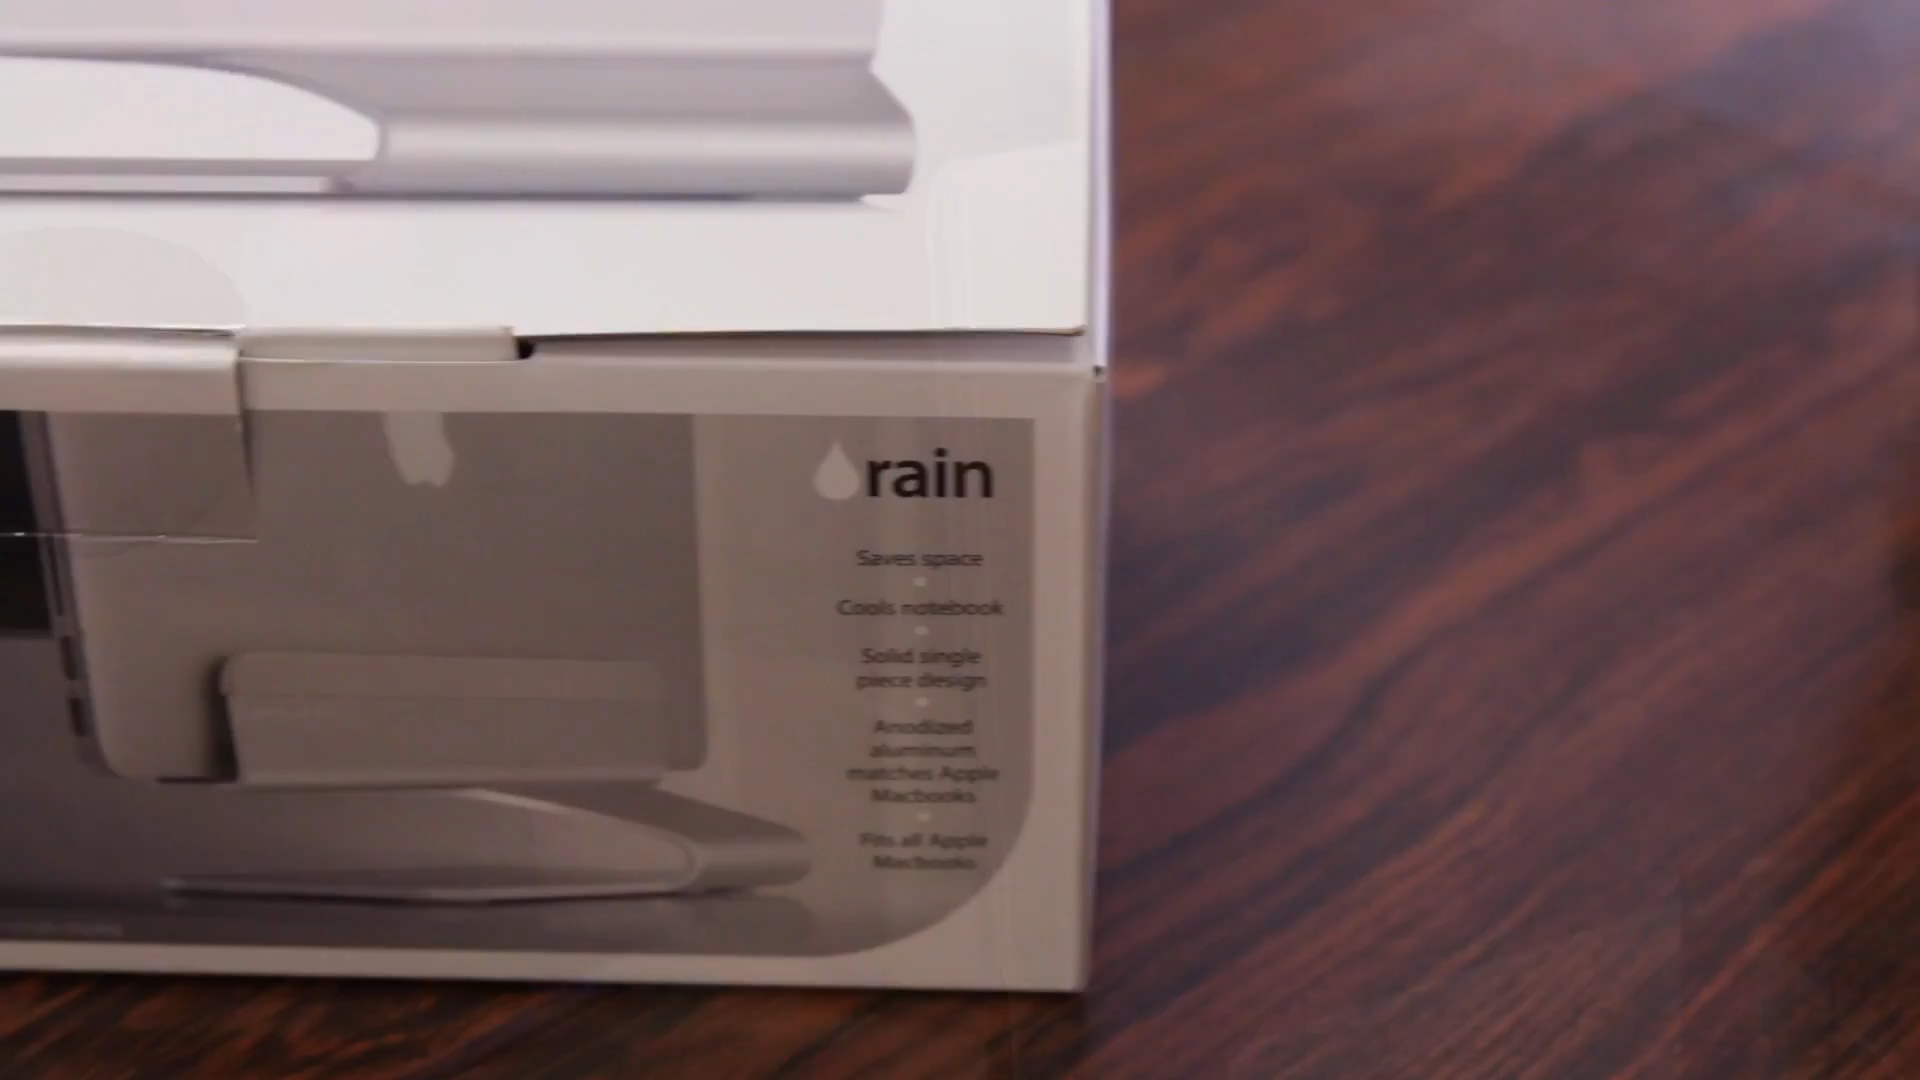 rain
Saves space
Cools notebook
Solid single
piece design
Anodized
aluminum
matches Apple
Macbooks
Fits all Apple
Macbooks